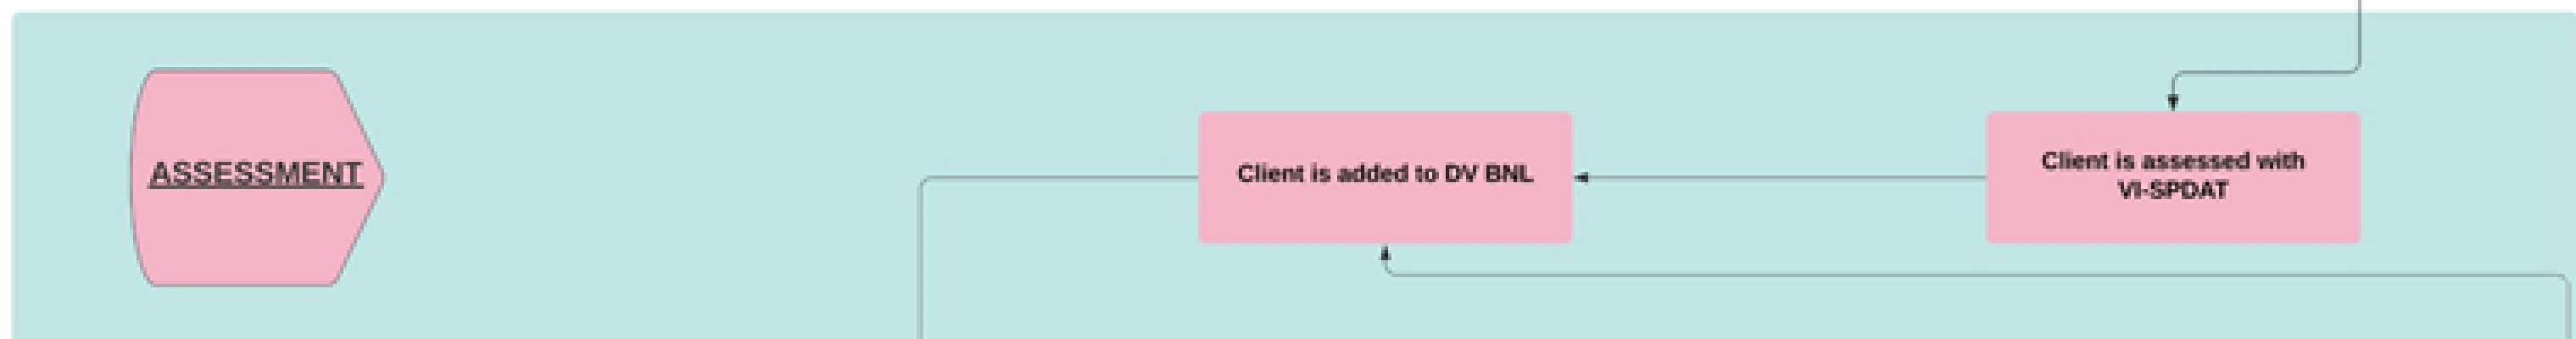 ASSESSMENT
Client is added to DV BNL
Client is assessed with
VI-SPDAT